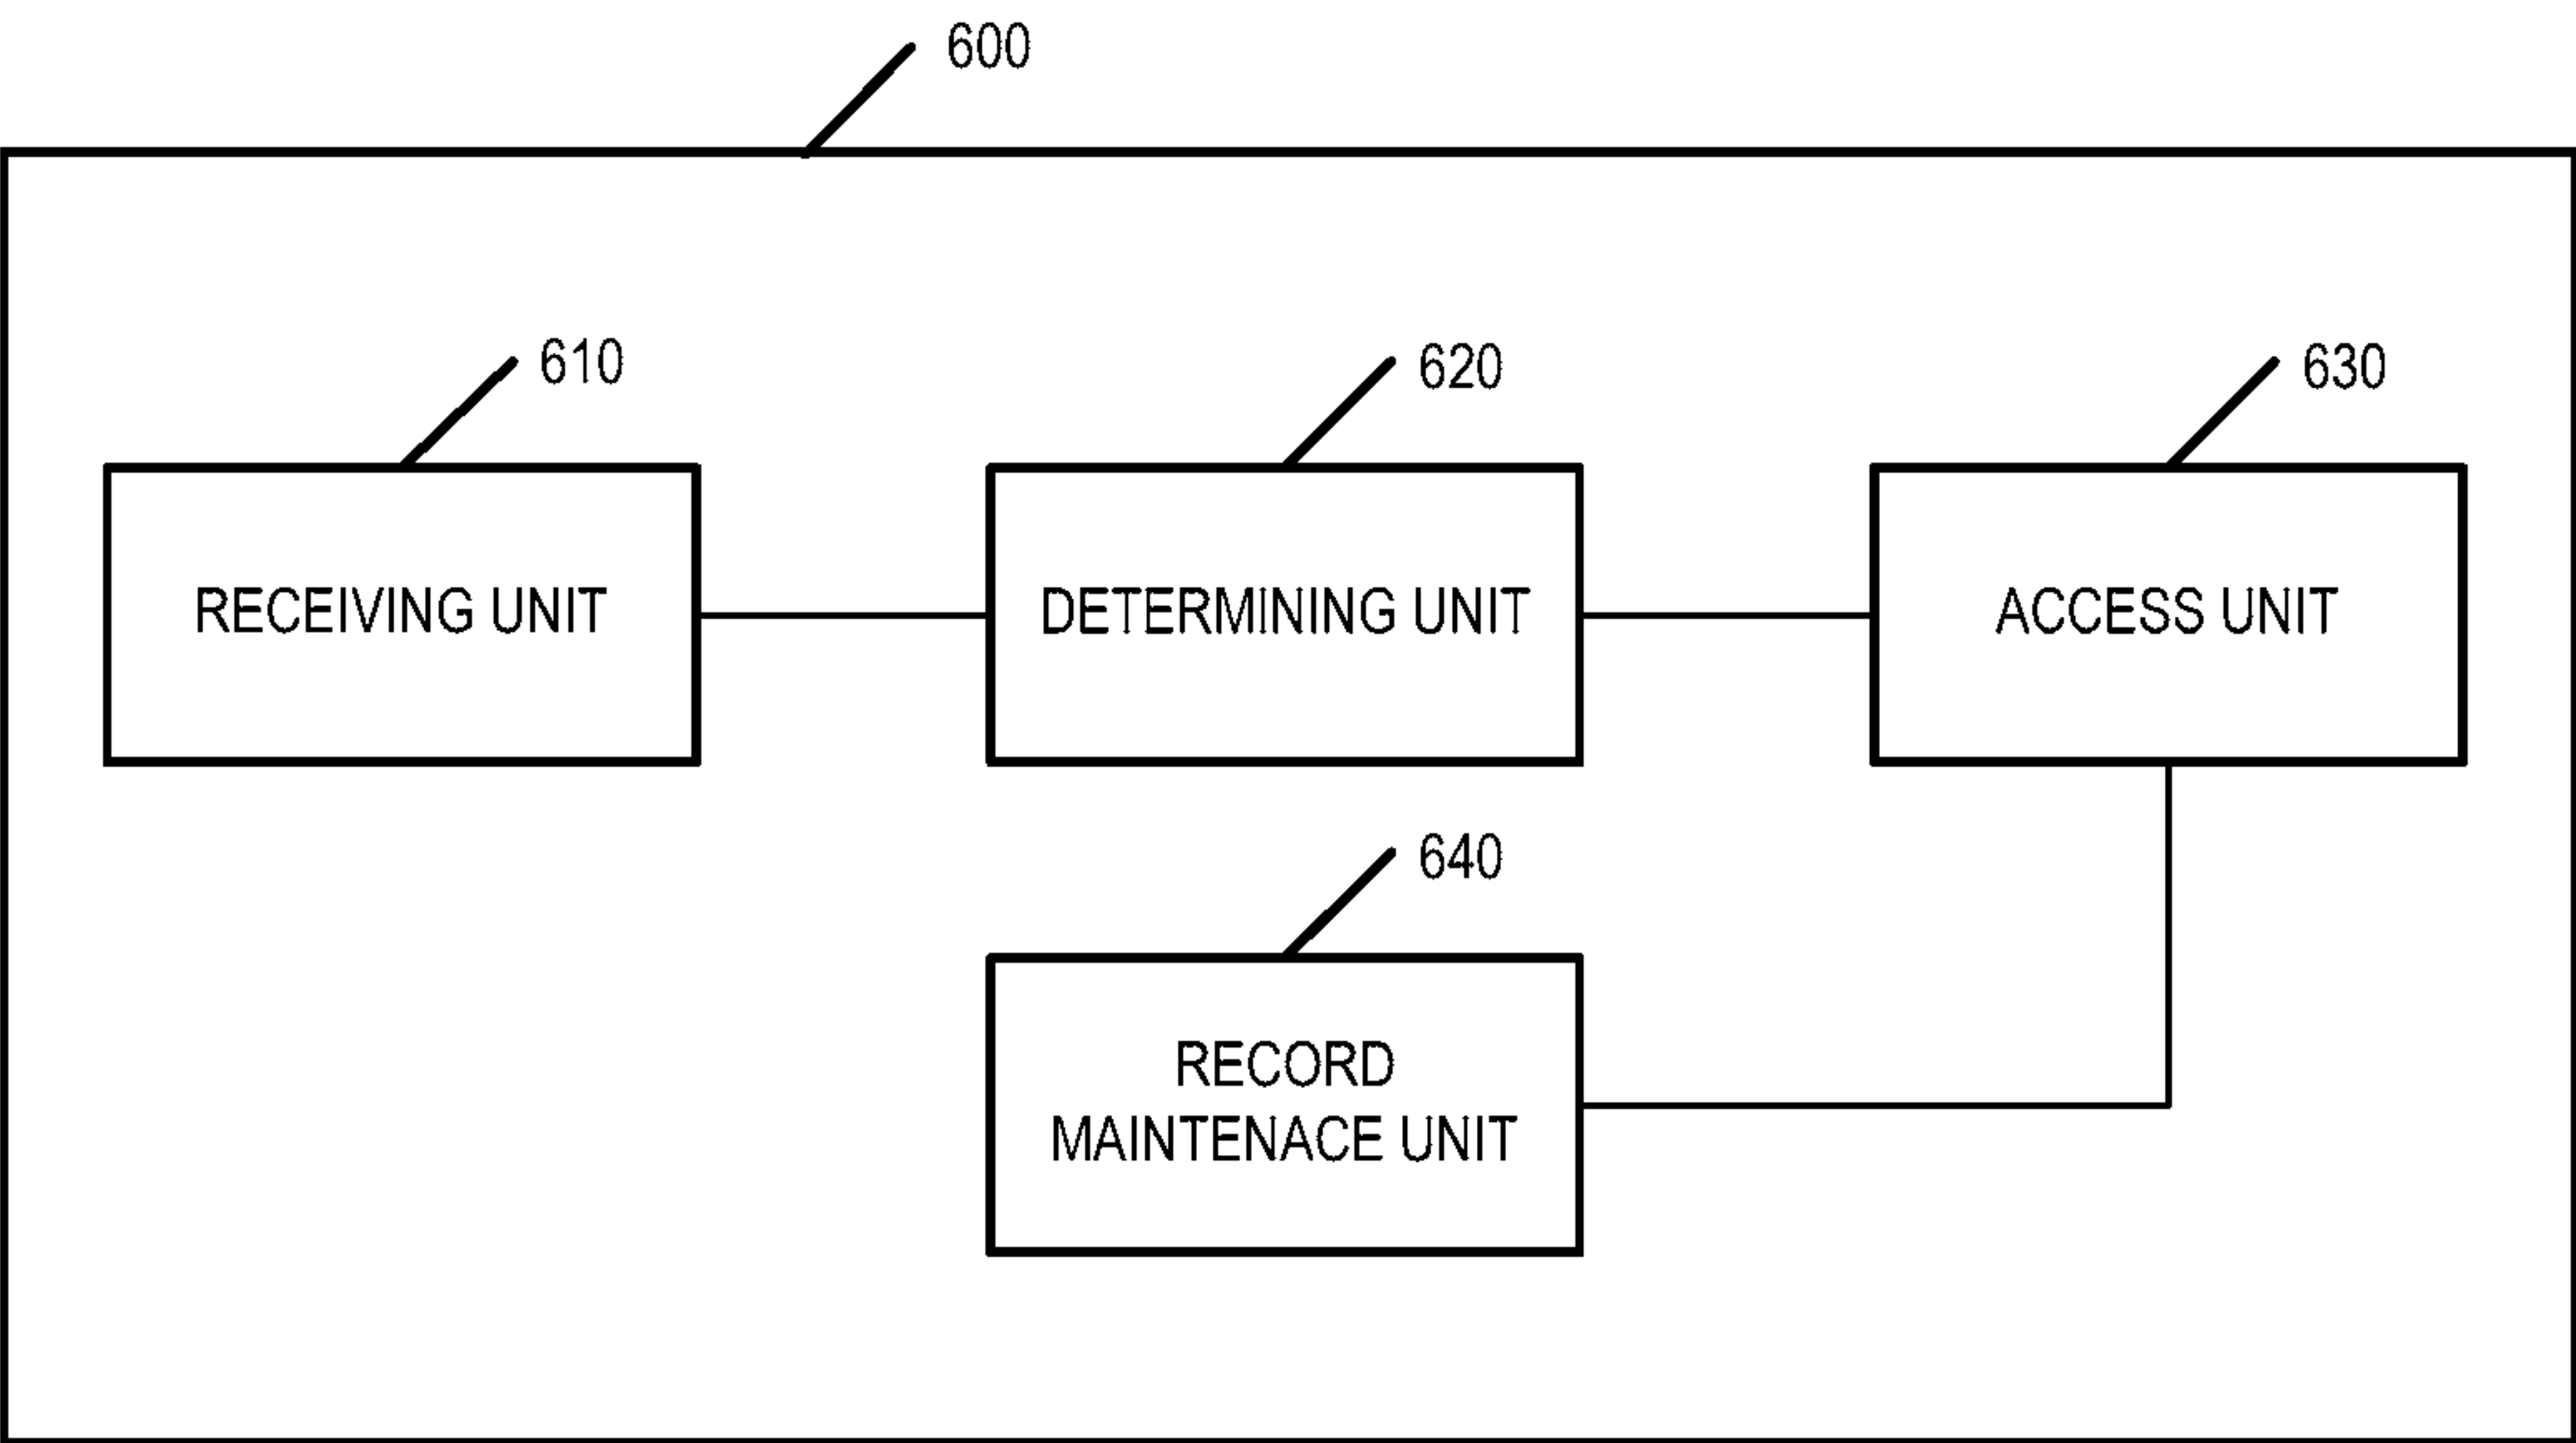 600
610
620
630
RECEIVING UNIT
DETERMINING UNIT
ACCESS UNIT
640
RECORD
MAINTENACE UNIT